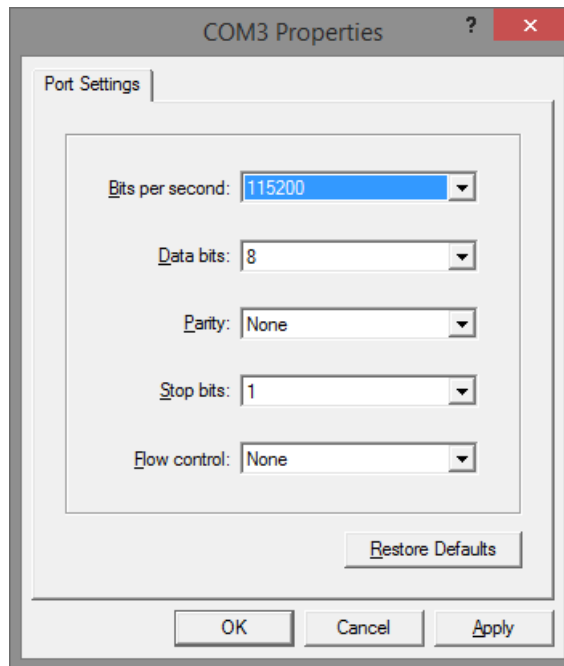 COM3 Properties ? ×
Port Settings
Bits per second: 115200
Data bits: 8
Parity: None
Stop bits: 1
Flow control: None
Restore Defaults
OK Cancel Apply